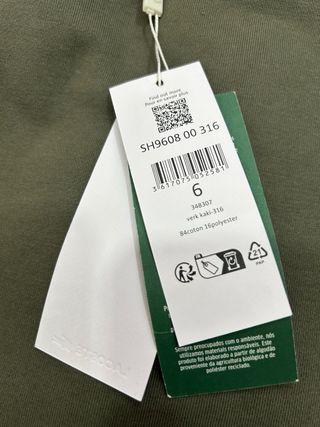 Find out more
Pour en savoir plus
SH9608 00 316
3 617075 052581
6
348307
verk kaki-316
84coton 16polyester
21
PAP
Sempre preocupados com o ambiente, nós
utilizamos materiais responsáveis. Este
produto foi elaborado a partir de algodão
proveniente da agricultura biológica e de
poliéster reciclado.